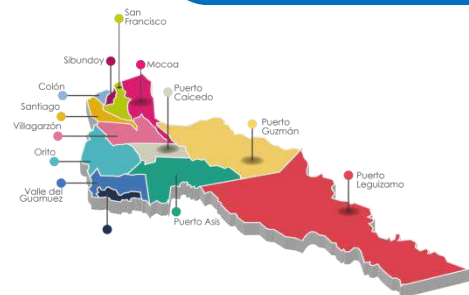 San
Francisco
Sibundoy
Mocoa
Colón
Puerto
Caicedo
Santiago
Villagarzón
Puerto
Guzmán
Orito
Puerto
Leguízamo
Valle del
Guamuez
Puerto Asís